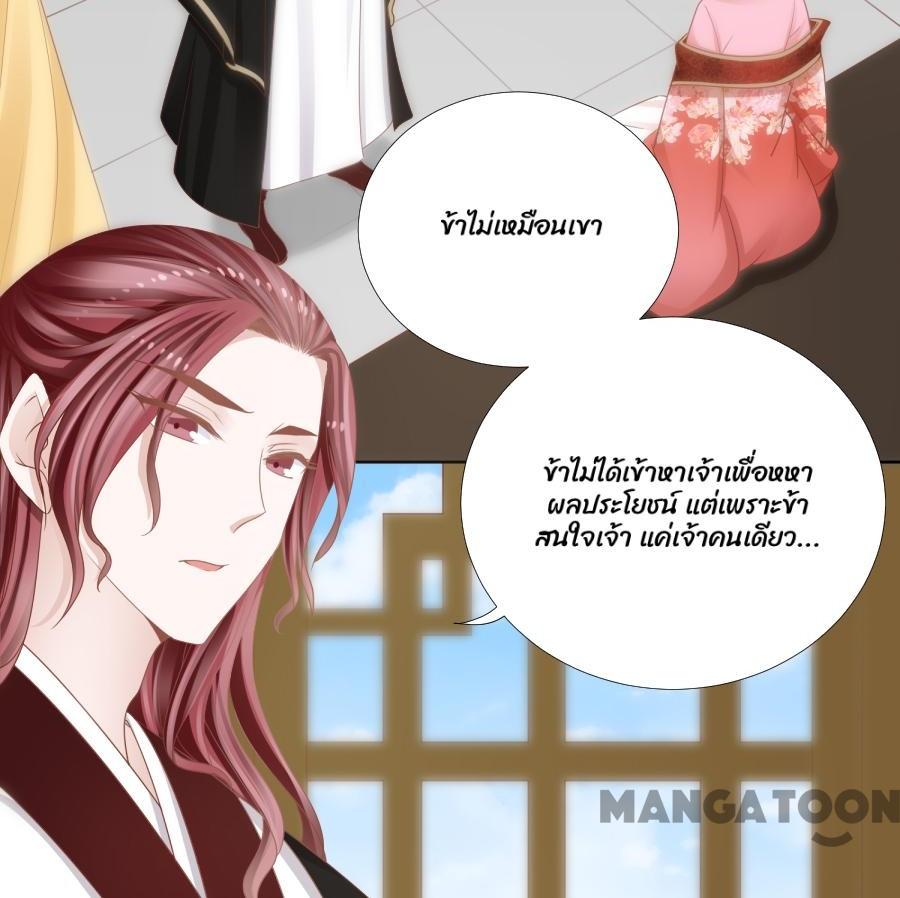 ข้าไม่เหมือนเขา
ข้าไม่ได้เข้าหาเจ้าเพื่อหหา
ผลประโยชน์ แต่เพราะข้า
สนใจเจ้า แค่เจ้าคนเดียว...
MANGATOON